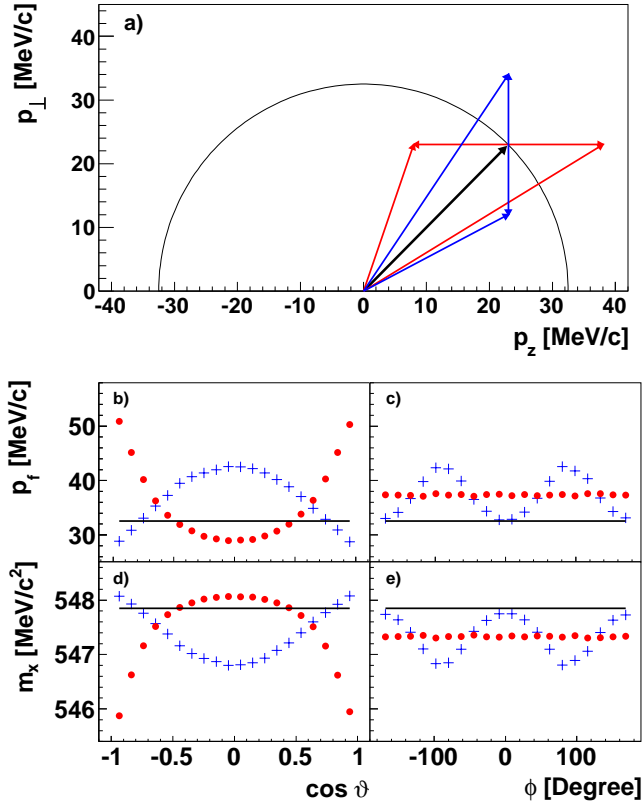 a)
p⊥ [MeV/c]
40
30
20
10
0
-40 -30 -20 -10 0 10 20 30 40
p_z [MeV/c]
b) c)
p_f [MeV/c]
50
40
30
d) e)
m_x [MeV/c²]
548
547
546
-1 -0.5 0 0.5 1 -100 0 100
cos ϑ ϕ [Degree]